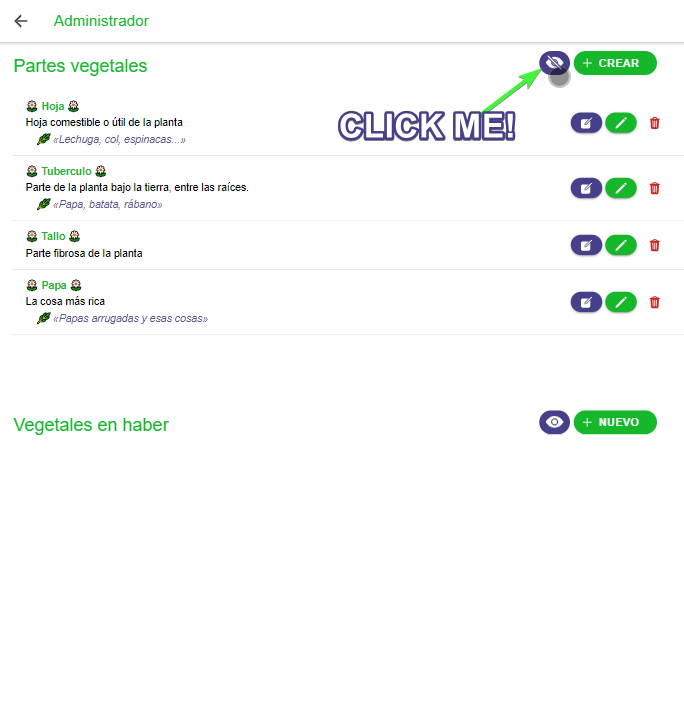 Administrador
Partes vegetales
CREAR
CLICK ME!
Hoja
Hoja comestible o útil de la planta
«Lechuga, col, espinacas...»
Tuberculo
Parte de la planta bajo la tierra, entre las raíces.
«Papa, batata, rábano»
Tallo
Parte fibrosa de la planta
Papa
La cosa más rica
«Papas arrugadas y esas cosas»
Vegetales en haber
NUEVO